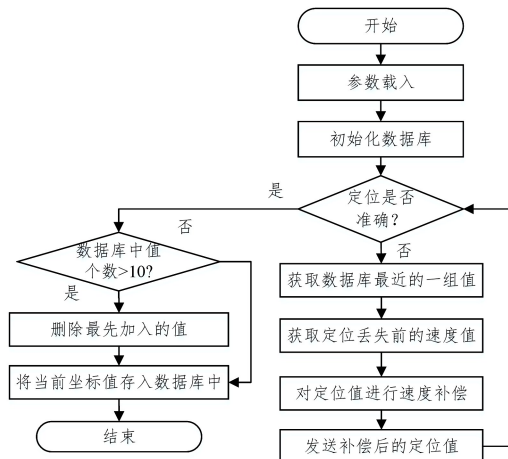 开始
参数载入
初始化数据库
定位是否
准确?
是
否
数据库中值
个数>10?
否
是
删除最先加入的值
将当前坐标值存入数据库中
结束
获取数据库最近的一组值
获取定位丢失前的速度值
对定位值进行速度补偿
发送补偿后的定位值